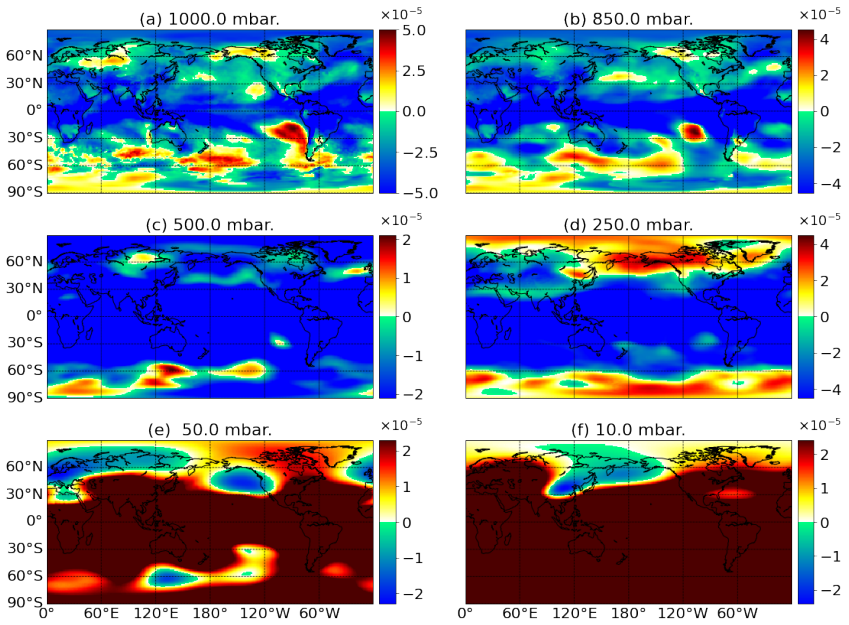 (a) 1000.0 mbar.
(b) 850.0 mbar.
×10⁻⁵
×10⁻⁵
60°N
30°N
0°
30°S
60°S
90°S
5.0
2.5
0.0
−2.5
−5.0
4
2
0
−2
−4
(c) 500.0 mbar.
(d) 250.0 mbar.
×10⁻⁵
×10⁻⁵
60°N
30°N
0°
30°S
60°S
90°S
2
1
0
−1
−2
4
2
0
−2
−4
(e) 50.0 mbar.
(f) 10.0 mbar.
×10⁻⁵
×10⁻⁵
60°N
30°N
0°
30°S
60°S
90°S
2
1
0
−1
−2
2
1
0
−1
−2
0° 60°E 120°E 180° 120°W 60°W
0° 60°E 120°E 180° 120°W 60°W